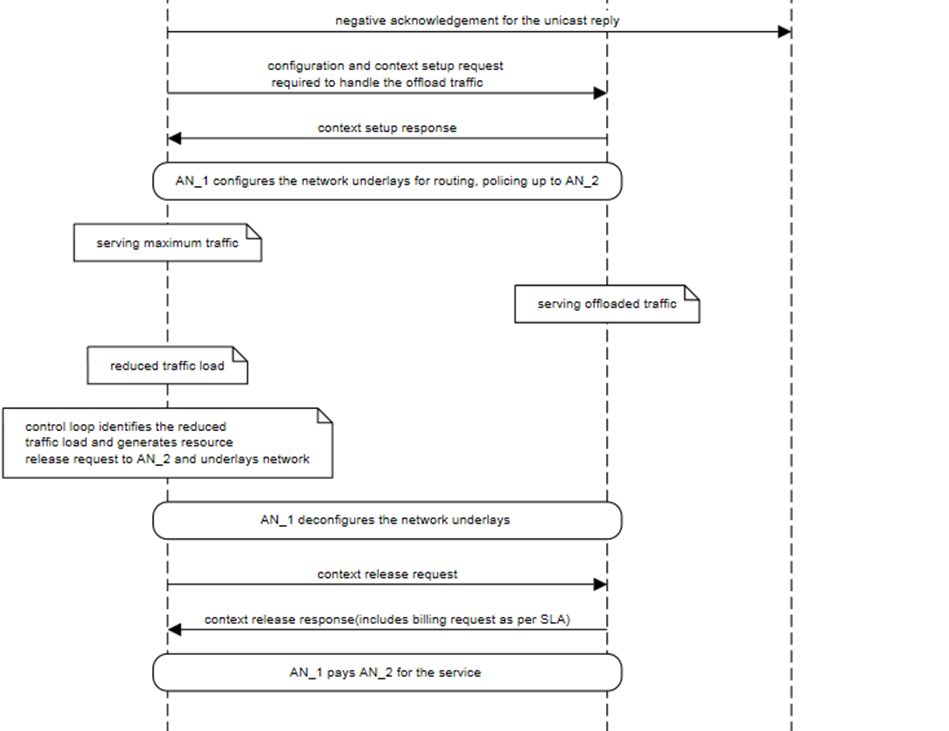 negative acknowledgement for the unicast reply
configuration and context setup request
required to handle the offload traffic
context setup response
AN_1 configures the network underlays for routing, policing up to AN_2
serving maximum traffic
serving offloaded traffic
reduced traffic load
control loop identifies the reduced
traffic load and generates resource
release request to AN_2 and underlays network
AN_1 deconfigures the network underlays
context release request
context release response(includes billing request as per SLA)
AN_1 pays AN_2 for the service